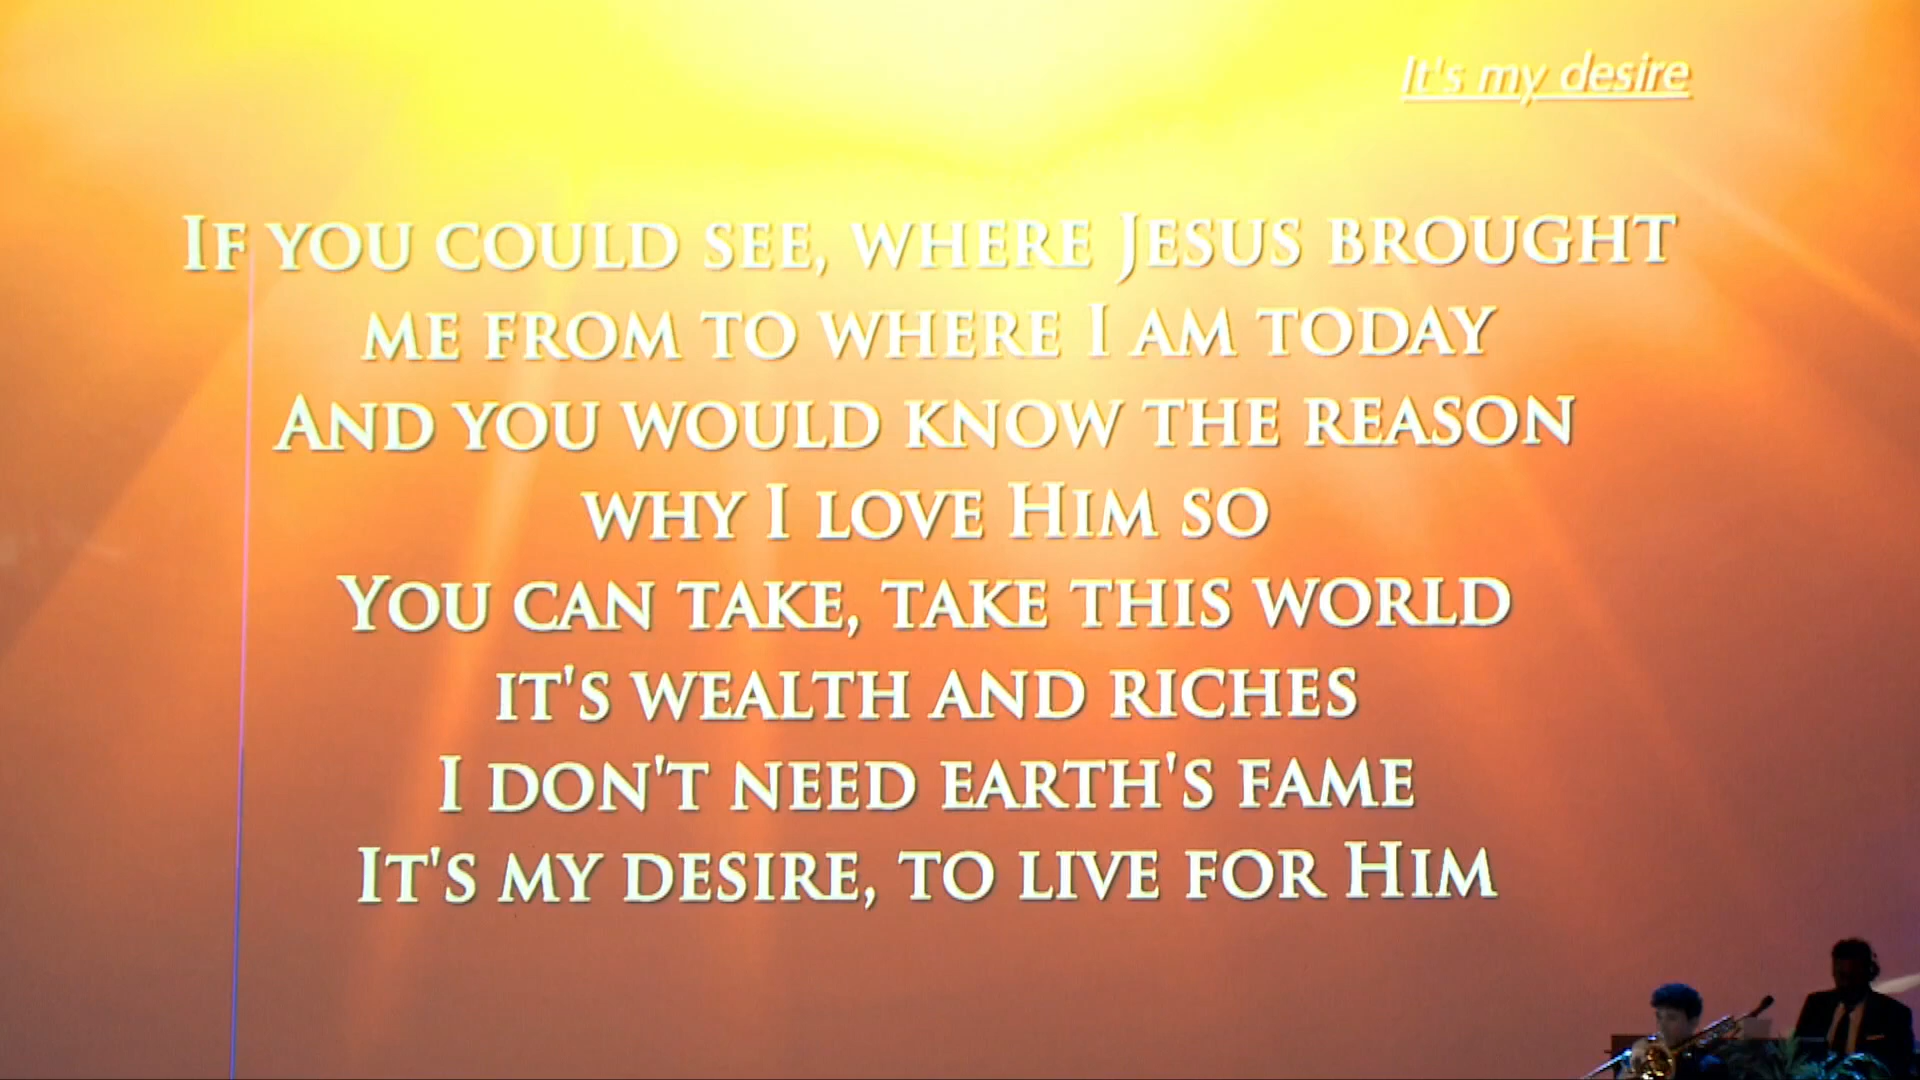 It's my desire
If you could see, where Jesus brought
me from to where I am today
And you would know the reason
why I love Him so
You can take, take this world
it's wealth and riches
I don't need earth's fame
It's my desire, to live for Him